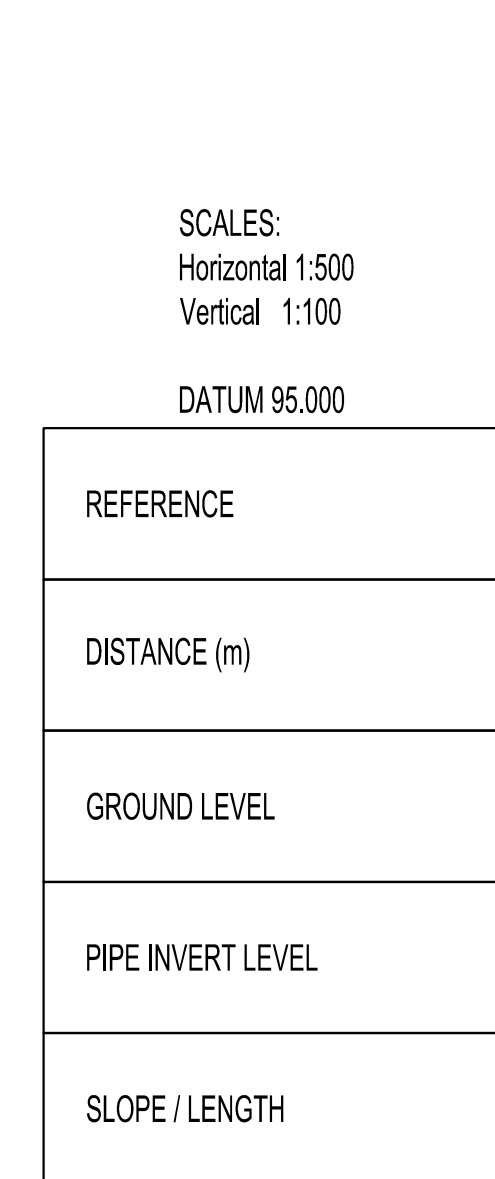 SCALES:
Horizontal 1:500
Vertical 1:100
DATUM 95.000
REFERENCE
DISTANCE (m)
GROUND LEVEL
PIPE INVERT LEVEL
SLOPE / LENGTH